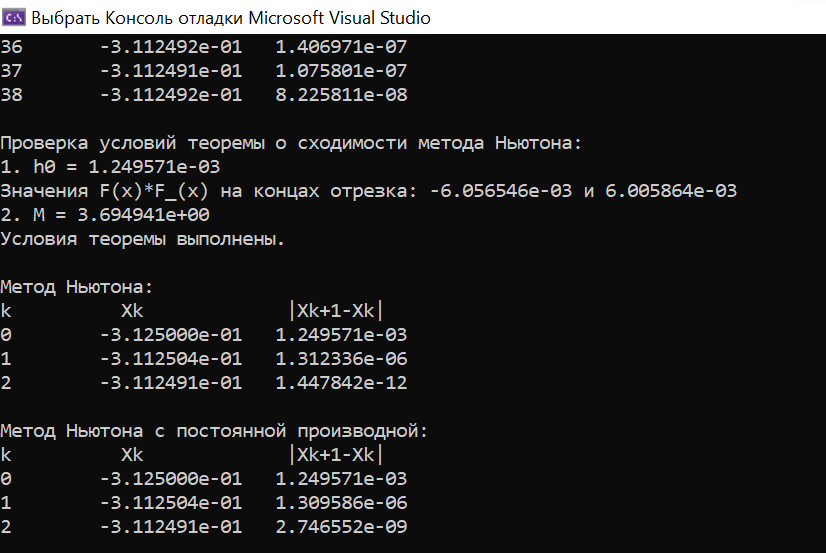 C:\ Выбрать Консоль отладки Microsoft Visual Studio
36 -3.112492e-01 1.406971e-07
37 -3.112491e-01 1.075801e-07
38 -3.112492e-01 8.225811e-08
Проверка условий теоремы о сходимости метода Ньютона:
1. h0 = 1.249571e-03
Значения F(x)*F_(x) на концах отрезка: -6.056546e-03 и 6.005864e-03
2. M = 3.694941e+00
Условия теоремы выполнены.
Метод Ньютона:
k Xk |Xk+1-Xk|
0 -3.125000e-01 1.249571e-03
1 -3.112504e-01 1.312336e-06
2 -3.112491e-01 1.447842e-12
Метод Ньютона с постоянной производной:
k Xk |Xk+1-Xk|
0 -3.125000e-01 1.249571e-03
1 -3.112504e-01 1.309586e-06
2 -3.112491e-01 2.746552e-09